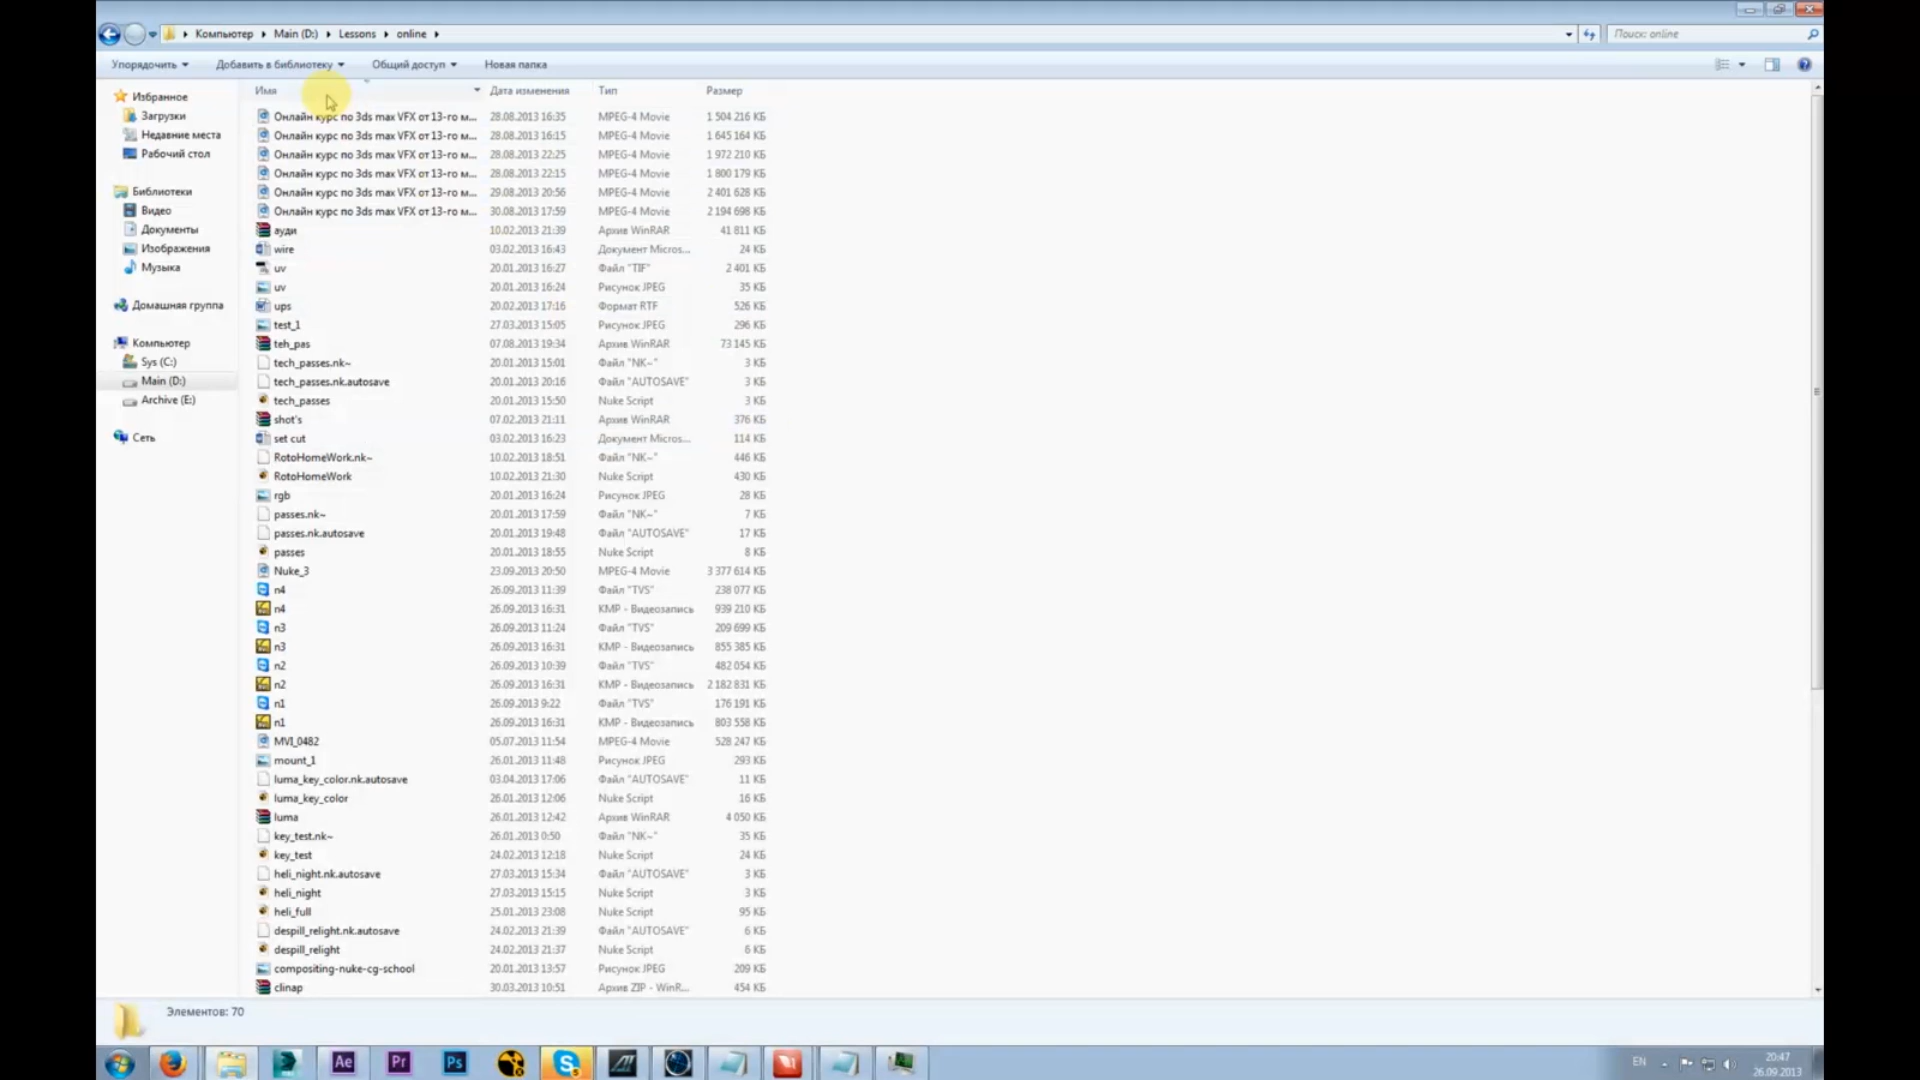 Компьютер Main (D:) Lessons online
Поиск: online
Упорядочить Добавить в библиотеку Общий доступ Новая папка
Избранное
Загрузки
Недавние места
Рабочий стол
Библиотеки
Видео
Документы
Изображения
Музыка
Домашняя группа
Компьютер
Sys (C:)
Main (D:)
Archive (E:)
Сеть
Имя Дата изменения Тип Размер
Онлайн курс по 3ds max VFX от 13-го м... 28.08.2013 16:35 MPEG-4 Movie 1 504 216 КБ
Онлайн курс по 3ds max VFX от 13-го м... 28.08.2013 16:15 MPEG-4 Movie 1 645 164 КБ
Онлайн курс по 3ds max VFX от 13-го м... 28.08.2013 22:25 MPEG-4 Movie 1 972 210 КБ
Онлайн курс по 3ds max VFX от 13-го м... 28.08.2013 22:15 MPEG-4 Movie 1 800 179 КБ
Онлайн курс по 3ds max VFX от 13-го м... 29.08.2013 20:56 MPEG-4 Movie 2 401 628 КБ
Онлайн курс по 3ds max VFX от 13-го м... 30.08.2013 17:59 MPEG-4 Movie 2 194 698 КБ
ауди 10.02.2013 21:39 Архив WinRAR 41 811 КБ
wire 03.02.2013 16:43 Документ Micros... 24 КБ
uv 20.01.2013 16:27 Файл "TIF" 2 401 КБ
uv 20.01.2013 16:24 Рисунок JPEG 35 КБ
ups 20.02.2013 17:16 Формат RTF 526 КБ
test_1 27.03.2013 15:05 Рисунок JPEG 296 КБ
teh_pas 07.08.2013 19:34 Архив WinRAR 73 145 КБ
tech_passes.nk~ 20.01.2013 15:01 Файл "NK~" 3 КБ
tech_passes.nk.autosave 20.01.2013 20:16 Файл "AUTOSAVE" 3 КБ
tech_passes 20.01.2013 15:50 Nuke Script 3 КБ
shot's 07.02.2013 21:11 Архив WinRAR 376 КБ
set cut 03.02.2013 16:23 Документ Micros... 114 КБ
RotoHomeWork.nk~ 10.02.2013 18:51 Файл "NK~" 446 КБ
RotoHomeWork 10.02.2013 21:30 Nuke Script 430 КБ
rgb 20.01.2013 16:24 Рисунок JPEG 28 КБ
passes.nk~ 20.01.2013 17:59 Файл "NK~" 7 КБ
passes.nk.autosave 20.01.2013 19:48 Файл "AUTOSAVE" 17 КБ
passes 20.01.2013 18:55 Nuke Script 8 КБ
Nuke_3 23.09.2013 20:50 MPEG-4 Movie 3 377 614 КБ
n4 26.09.2013 11:39 Файл "TVS" 238 077 КБ
n4 26.09.2013 16:31 KMP - Видеозапись 939 210 КБ
n3 26.09.2013 11:24 Файл "TVS" 209 699 КБ
n3 26.09.2013 16:31 KMP - Видеозапись 855 385 КБ
n2 26.09.2013 10:39 Файл "TVS" 482 054 КБ
n2 26.09.2013 16:31 KMP - Видеозапись 2 182 831 КБ
n1 26.09.2013 9:22 Файл "TVS" 176 191 КБ
n1 26.09.2013 16:31 KMP - Видеозапись 803 558 КБ
MVI_0482 05.07.2013 11:54 MPEG-4 Movie 528 247 КБ
mount_1 26.01.2013 11:48 Рисунок JPEG 293 КБ
luma_key_color.nk.autosave 03.04.2013 17:06 Файл "AUTOSAVE" 11 КБ
luma_key_color 26.01.2013 12:06 Nuke Script 16 КБ
luma 26.01.2013 12:42 Архив WinRAR 4 050 КБ
key_test.nk~ 26.01.2013 0:50 Файл "NK~" 35 КБ
key_test 24.02.2013 12:18 Nuke Script 24 КБ
heli_night.nk.autosave 27.03.2013 15:34 Файл "AUTOSAVE" 3 КБ
heli_night 27.03.2013 15:15 Nuke Script 3 КБ
heli_full 25.01.2013 23:08 Nuke Script 95 КБ
despill_relight.nk.autosave 24.02.2013 21:39 Файл "AUTOSAVE" 6 КБ
despill_relight 24.02.2013 21:37 Nuke Script 6 КБ
compositing-nuke-cg-school 20.01.2013 13:57 Рисунок JPEG 209 КБ
clinap 30.03.2013 10:51 Архив ZIP - WinR... 454 КБ
Элементов: 70
Ae Pr Ps
EN
20:47
26.09.2013